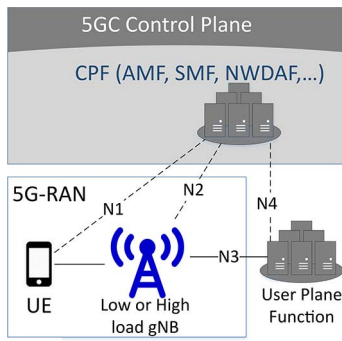 5GC Control Plane
CPF (AMF, SMF, NWDAF,...)
5G-RAN
N1
N2
N4
N3
UE
Low or High
load gNB
User Plane
Function